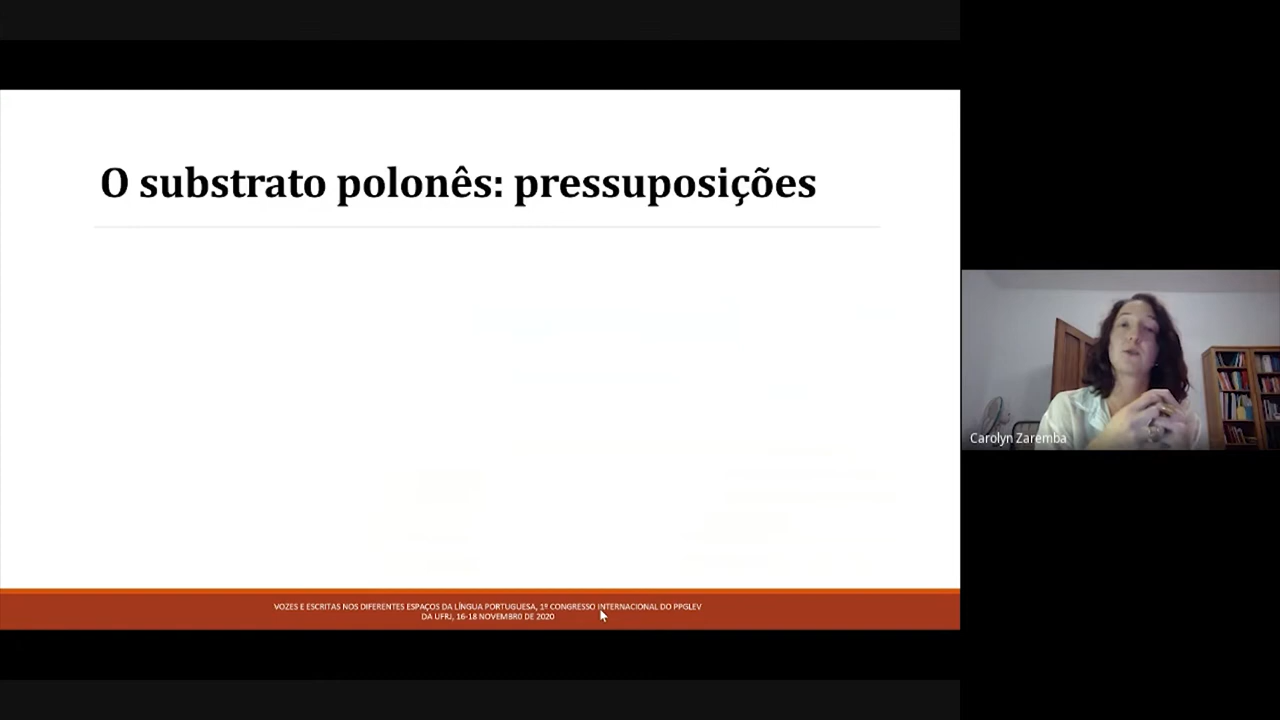 O substrato polonês: pressuposições
VOZES E ESCRITAS NOS DIFERENTES ESPAÇOS DA LÍNGUA PORTUGUESA, 1º CONGRESSO INTERNACIONAL DO PPGLEV
DA UFRJ, 16-18 NOVEMBRO DE 2020
Carolyn Zaremba